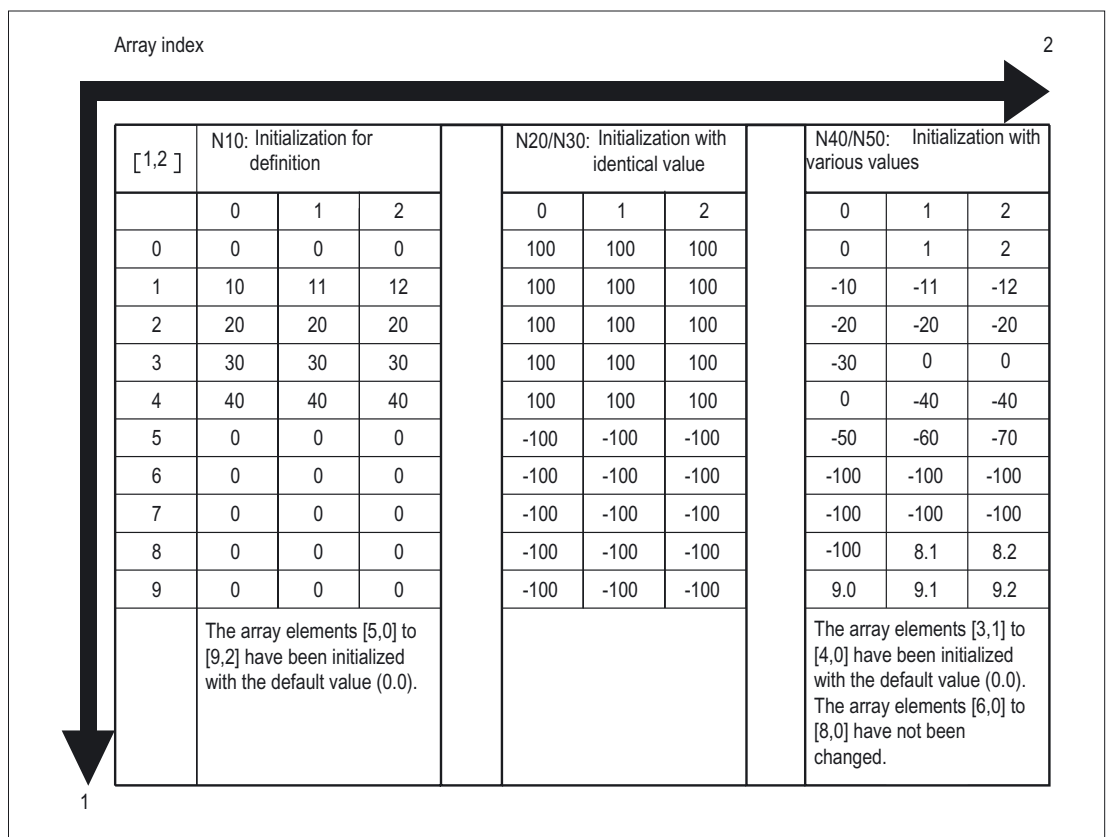 Array index 2
[1,2] N10: Initialization for definition N20/N30: Initialization with identical value N40/N50: Initialization with various values
0 1 2 0 1 2 0 1 2
0 0 0 0 100 100 100 0 1 2
1 10 11 12 100 100 100 -10 -11 -12
2 20 20 20 100 100 100 -20 -20 -20
3 30 30 30 100 100 100 -30 0 0
4 40 40 40 100 100 100 0 -40 -40
5 0 0 0 -100 -100 -100 -50 -60 -70
6 0 0 0 -100 -100 -100 -100 -100 -100
7 0 0 0 -100 -100 -100 -100 -100 -100
8 0 0 0 -100 -100 -100 -100 8.1 8.2
9 0 0 0 -100 -100 -100 9.0 9.1 9.2
The array elements [5,0] to
[9,2] have been initialized
with the default value (0.0).
The array elements [3,1] to
[4,0] have been initialized
with the default value (0.0).
The array elements [6,0] to
[8,0] have not been
changed.
1